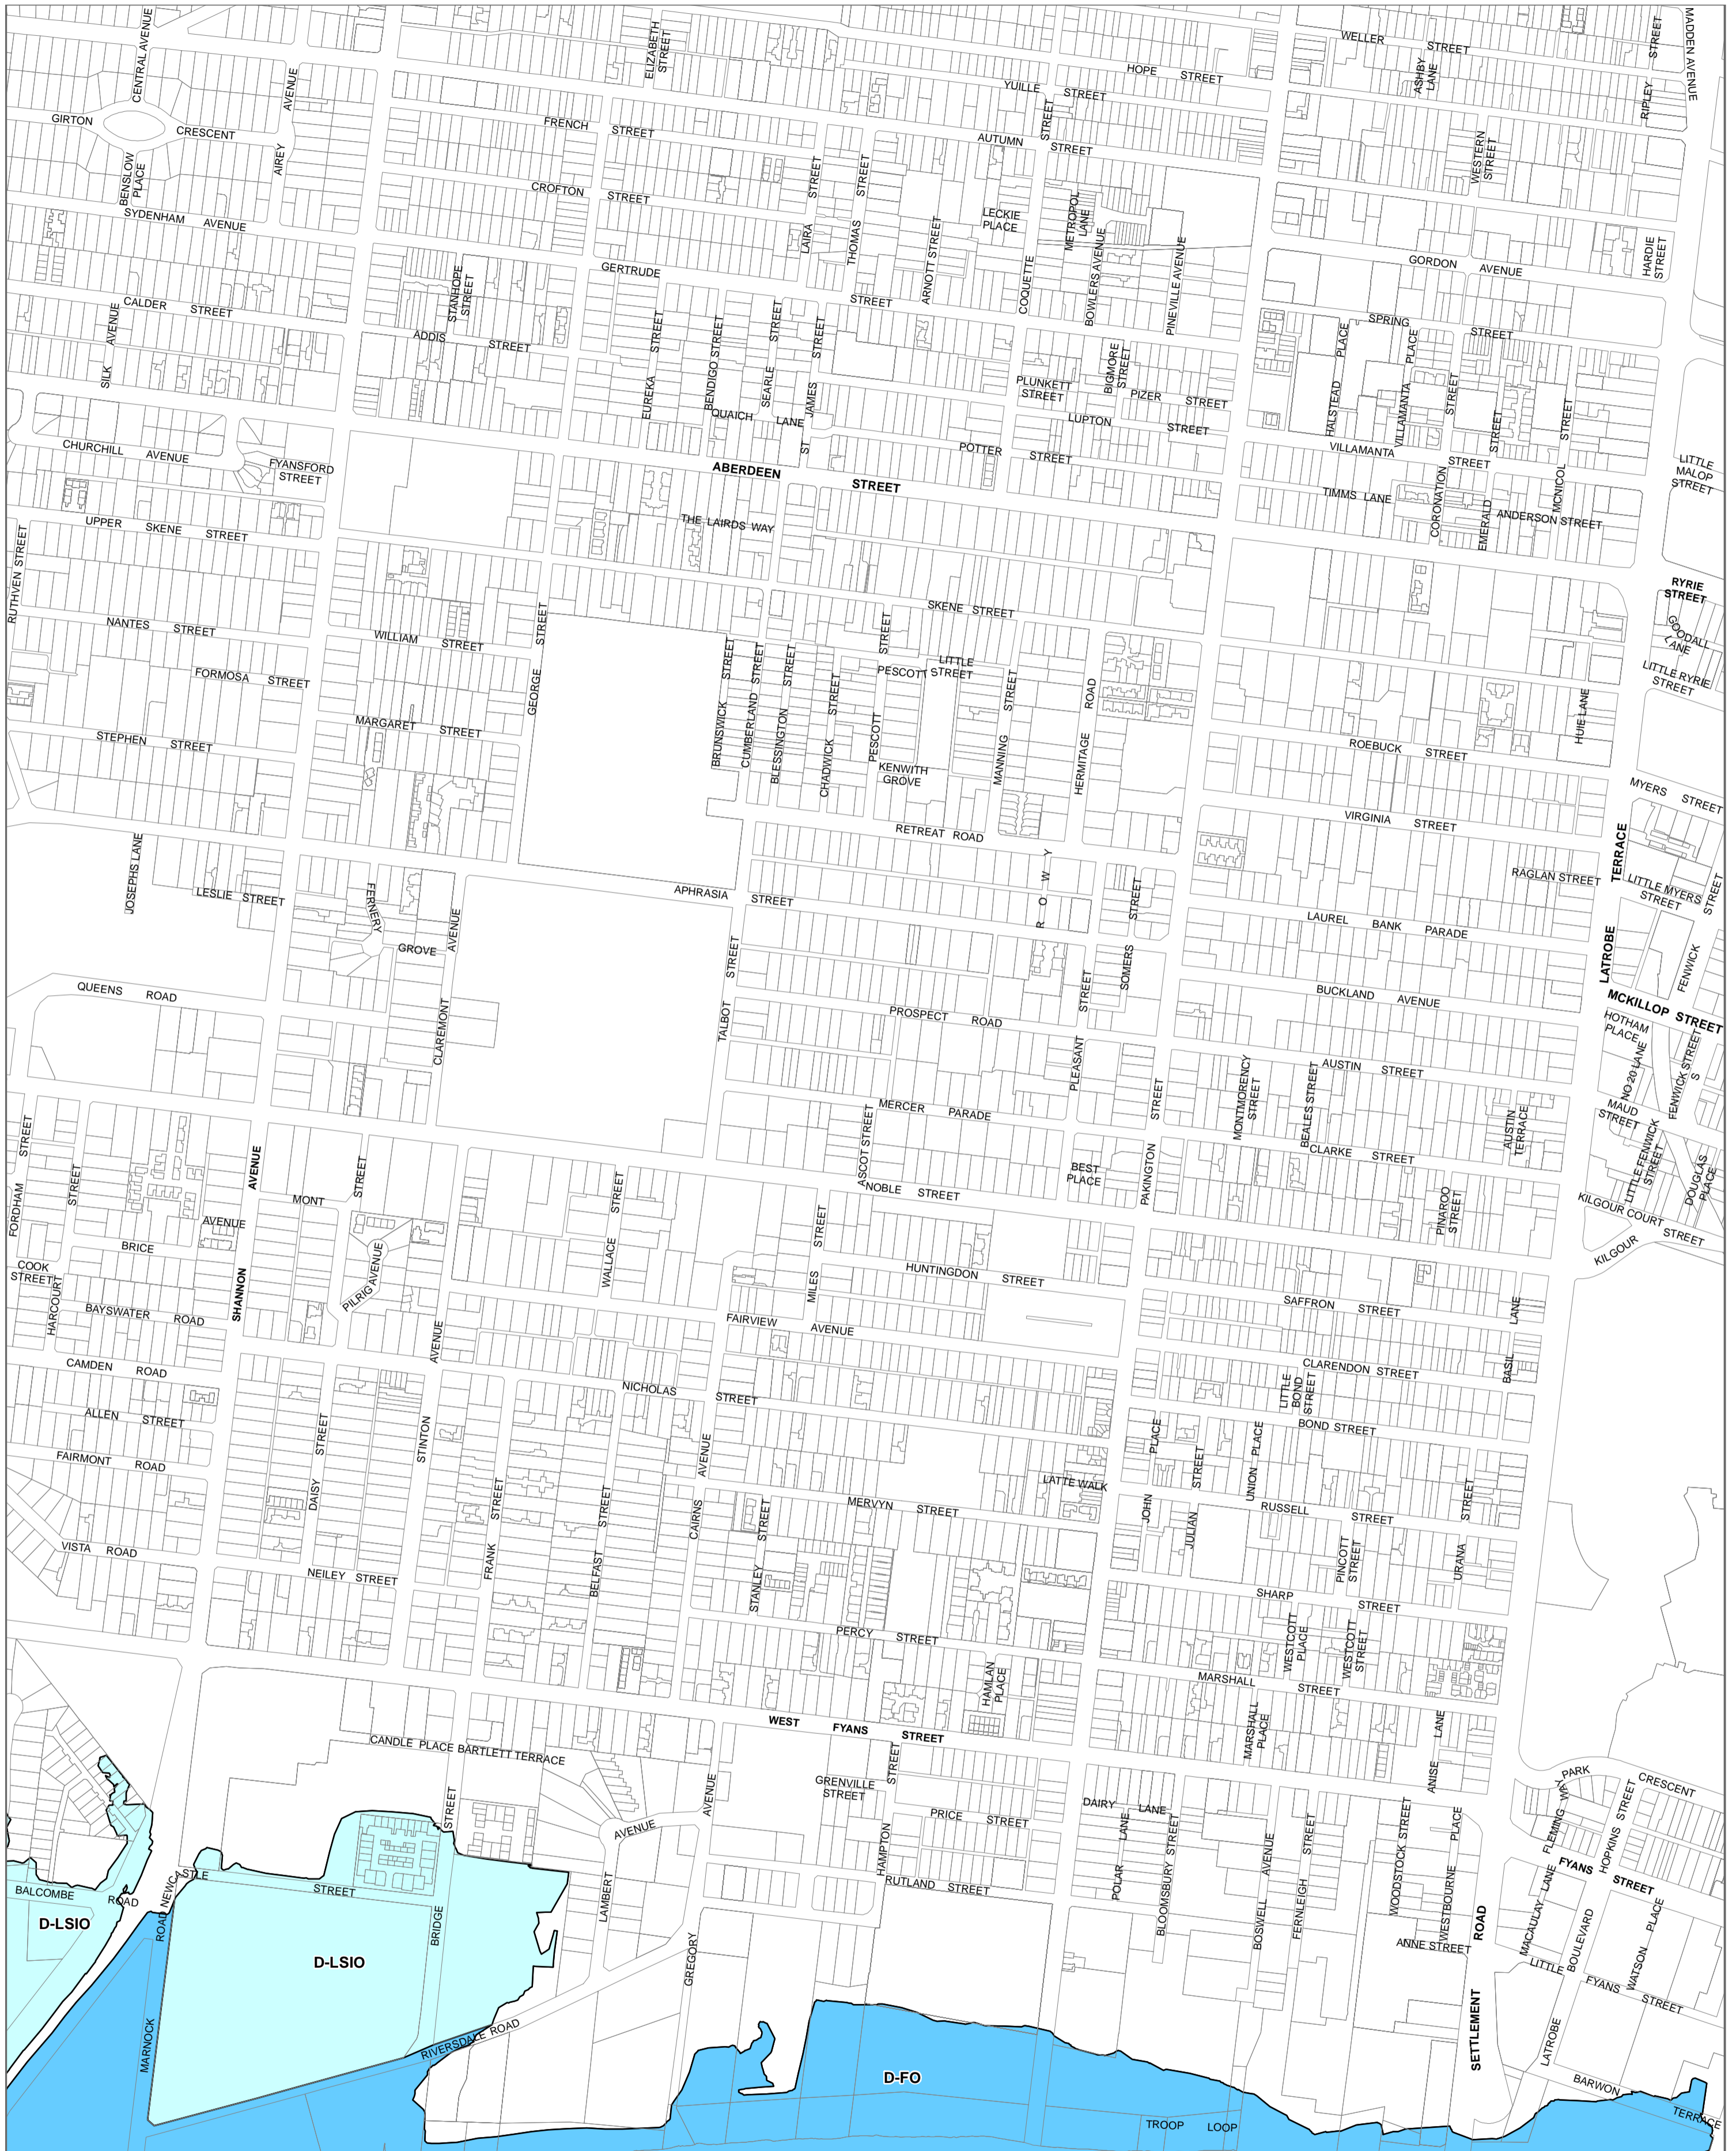 CENTRAL AVENUE
ELIZABETH
STREET
WELLER STREET
STREET
MADDEN AVENUE
HOPE STREET
ASHBY
LANE
AVENUE
YUILLE STREET
STREET
RIPLEY
GIRTON CRESCENT
FRENCH STREET
AUTUMN STREET
BENSLOW
PLACE
AIREY
STREET
STREET
WESTERN
STREET
CROFTON STREET
SYDENHAM AVENUE
LAIRA
THOMAS
ARNOTT STREET
LECKIE
PLACE
METROPOL
LANE
BOWLERS AVENUE
PINEVILLE AVENUE
COQUETTE
HARDIE
STREET
GORDON AVENUE
GERTRUDE STREET
STANHOPE
STREET
CALDER STREET
AVENUE
SILK
ADDIS STREET
STREET
EUREKA
BENDIGO STREET
STREET
SEARLE
STREET
JAMES
ST
SPRING STREET
PLACE
HALSTEAD
PLACE
VILLAMANTA
STREET
STREET
STREET
PLUNKETT
STREET
BIGMORE
STREET
PIZER STREET
QUAICH LANE
LUPTON STREET
POTTER STREET
VILLAMANTA STREET
CHURCHILL AVENUE
FYANSFORD
STREET
ABERDEEN STREET
LITTLE
MALOP
STREET
TIMMS LANE
CORONATION
EMERALD
MCNICOL
ANDERSON STREET
UPPER SKENE STREET
THE LAIRDS WAY
RUTHVEN STREET
RYRIE
STREET
SKENE STREET
NANTES STREET
WILLIAM STREET
STREET
GEORGE
STREET
GOODALL
LANE
LITTLE
STREET
PESCOTT STREET
LITTLE RYRIE
STREET
FORMOSA STREET
STREET
BRUNSWICK
STREET
CUMBERLAND
STREET
BLESSINGTON
STREET
CHADWICK
PESCOTT
STREET
MANNING
ROAD
HERMITAGE
HUIE LANE
MARGARET STREET
STEPHEN STREET
ROEBUCK STREET
KENWITH
GROVE
MYERS STREET
RETREAT ROAD
VIRGINIA STREET
JOSEPHS LANE
TERRACE
LATROBE
RAGLAN STREET
LITTLE MYERS
STREET
STREET
FENWICK
LESLIE STREET
FERNERY
GROVE
AVENUE
CLAREMONT
APHRASIA STREET
R O W Y
STREET
SOMERS
LAUREL BANK PARADE
STREET
TALBOT
QUEENS ROAD
STREET
PLEASANT
BUCKLAND AVENUE
MCKILLOP STREET
PROSPECT ROAD
HOTHAM
PLACE
NO 20 LANE
FENWICK STREET
S
AUSTIN STREET
MERCER PARADE
STREET
PAKINGTON
MONTMORENCY
STREET
BEALES STREET
AUSTIN
TERRACE
MAUD
STREET
LITTLE FENWICK
STREET
DOUGLAS
PLACE
ASCOT STREET
CLARKE STREET
STREET
FORDHAM
STREET
AVENUE
SHANNON
STREET
MONT
AVENUE
STREET
WALLACE
BEST
PLACE
NOBLE STREET
PINAROO
STREET
KILGOUR COURT STREET
KILGOUR
BRICE
PILRIG AVENUE
STREET
MILES
HUNTINGDON STREET
COOK
STREET
HARCOURT
BAYSWATER ROAD
SAFFRON STREET
LANE
BASIL
FAIRVIEW AVENUE
AVENUE
STINTON
CAMDEN ROAD
CLARENDON STREET
LITTLE
BOND
STREET
NICHOLAS STREET
ALLEN STREET
STREET
DAISY
BOND STREET
PLACE
JOHN
STREET
JULIAN
UNION PLACE
FAIRMONT ROAD
AVENUE
CAIRNS
LATTE WALK
STREET
FRANK
STREET
BELFAST
STREET
STANLEY
MERVYN STREET
RUSSELL STREET
STREET
URANA
PINCOTT
STREET
VISTA ROAD
NEILEY STREET
SHARP STREET
PERCY STREET
WESTCOTT
PLACE
WESTCOTT
STREET
HAMLAN
PLACE
MARSHALL STREET
MARSHALL
PLACE
LANE
ANISE
WEST FYANS STREET
CANDLE PLACE BARTLETT TERRACE
STREET
BRIDGE
AVENUE
GREGORY
STREET
HAMPTON
GRENVILLE
STREET
PARK CRESCENT
FLEMING WAY
HOPKINS STREET
DAIRY LANE
PRICE STREET
AVENUE
LAMBERT
LANE
POLAR
BLOOMSBURY STREET
AVENUE
BOSWELL
STREET
FERNLEIGH
WOODSTOCK STREET
PLACE
WESTBOURNE
FYANS STREET
RUTLAND STREET
NEWCASTLE STREET
BALCOMBE ROAD
ROAD
MARNOCK
D-LSIO
D-LSIO
ROAD
SETTLEMENT
MACAULAY LANE
BOULEVARD
LATROBE
PLACE
WATSON
ANNE STREET
LITTLE FYANS STREET
RIVERSDALE ROAD
D-FO
BARWON TERRACE
TROOP LOOP